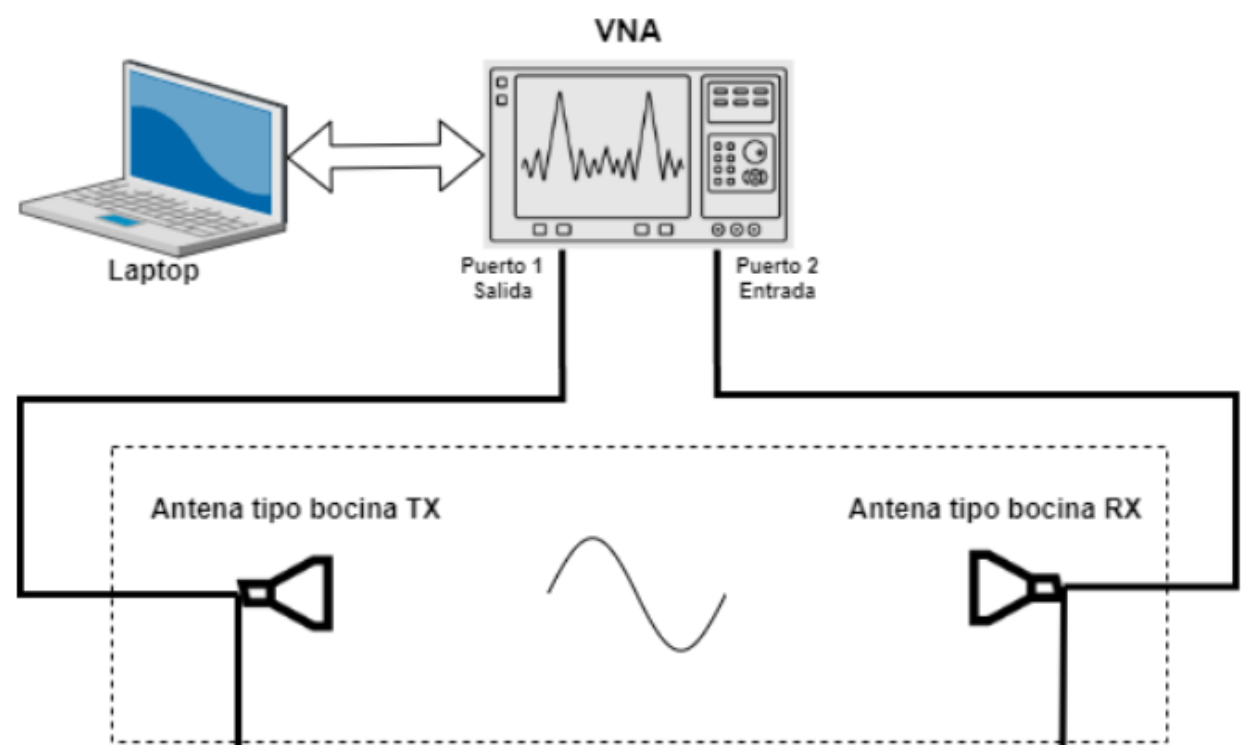 VNA
Laptop
Puerto 1
Salida
Puerto 2
Entrada
Antena tipo bocina TX
Antena tipo bocina RX